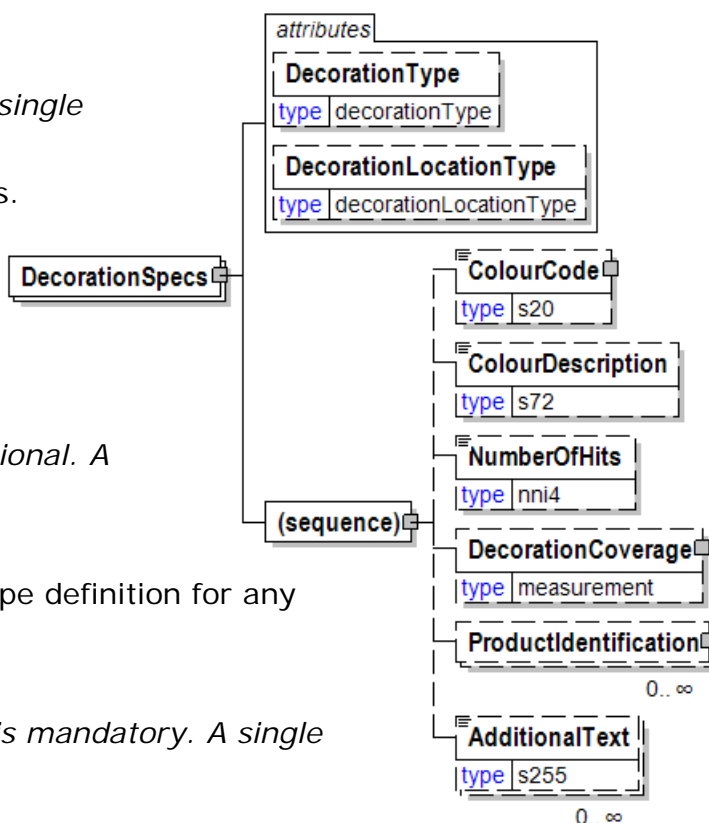 single
s.
ional. A
pe definition for any
's mandatory. A single
attributes
DecorationType
type decorationType
DecorationLocationType
type decorationLocationType
DecorationSpecs
(sequence)
ColourCode
type s20
ColourDescription
type s72
NumberOfHits
type nni4
DecorationCoverage
type measurement
ProductIdentification
0.. ∞
AdditionalText
type s255
0.. ∞